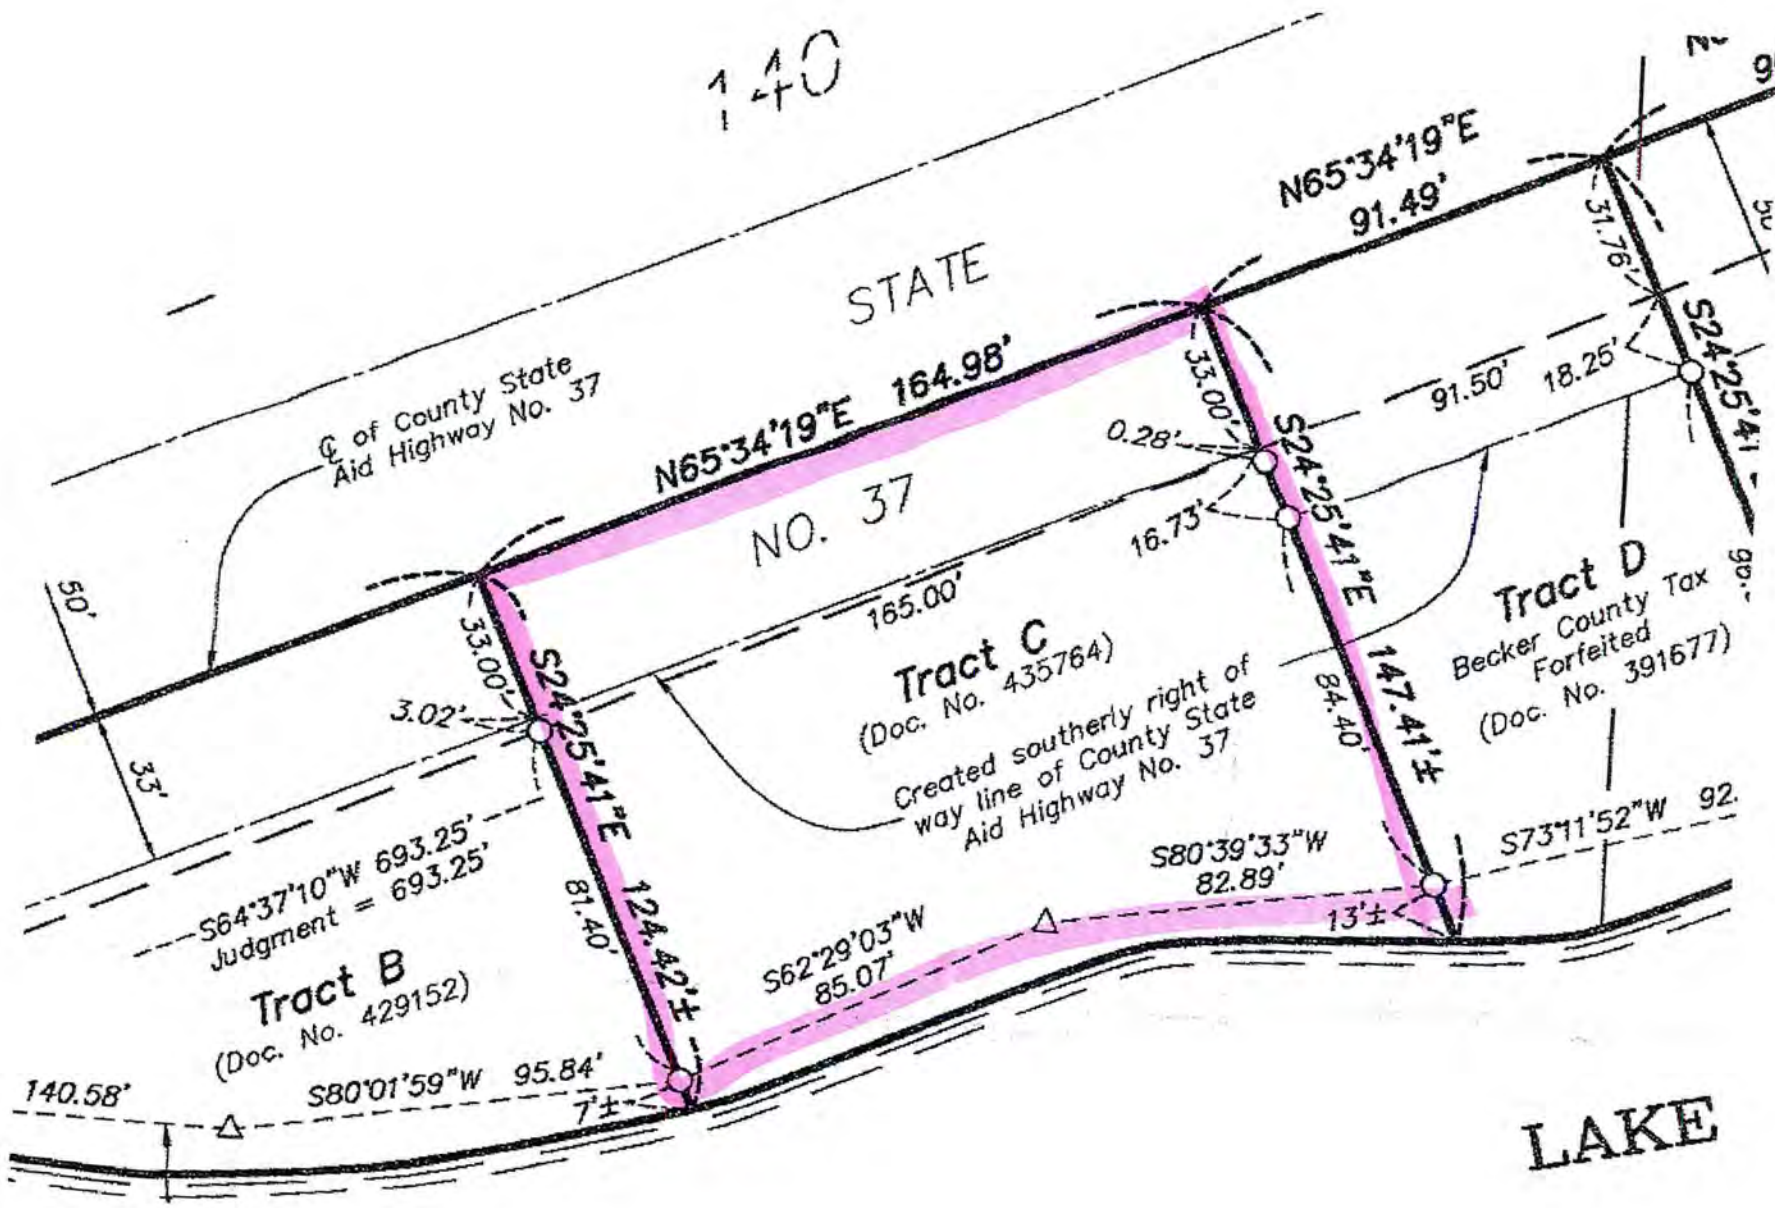 140
N65°34'19"E
91.49'
31.76'
STATE
℄ of County State
Aid Highway No. 37
N65°34'19"E 164.98'
33.00'
S24°25'41"E
0.28'
91.50'
18.25'
NO. 37
16.73'
165.00'
50'
33'
33.00'
S24°25'41"E
3.02'
Tract C
(Doc. No. 435764)
Created southerly right of
way line of County State
Aid Highway No. 37
S24°25'41"E
147.41'±
84.40'
Tract D
Becker County Tax
Forfeited
(Doc. No. 391677)
S64°37'10"W 693.25'
Judgment = 693.25'
81.40'
124.42'±
S80°39'33"W
82.89'
S73°11'52"W 92.
13'±
S62°29'03"W
85.07'
Tract B
(Doc. No. 429152)
140.58'
S80°01'59"W 95.84'
7'±
LAKE